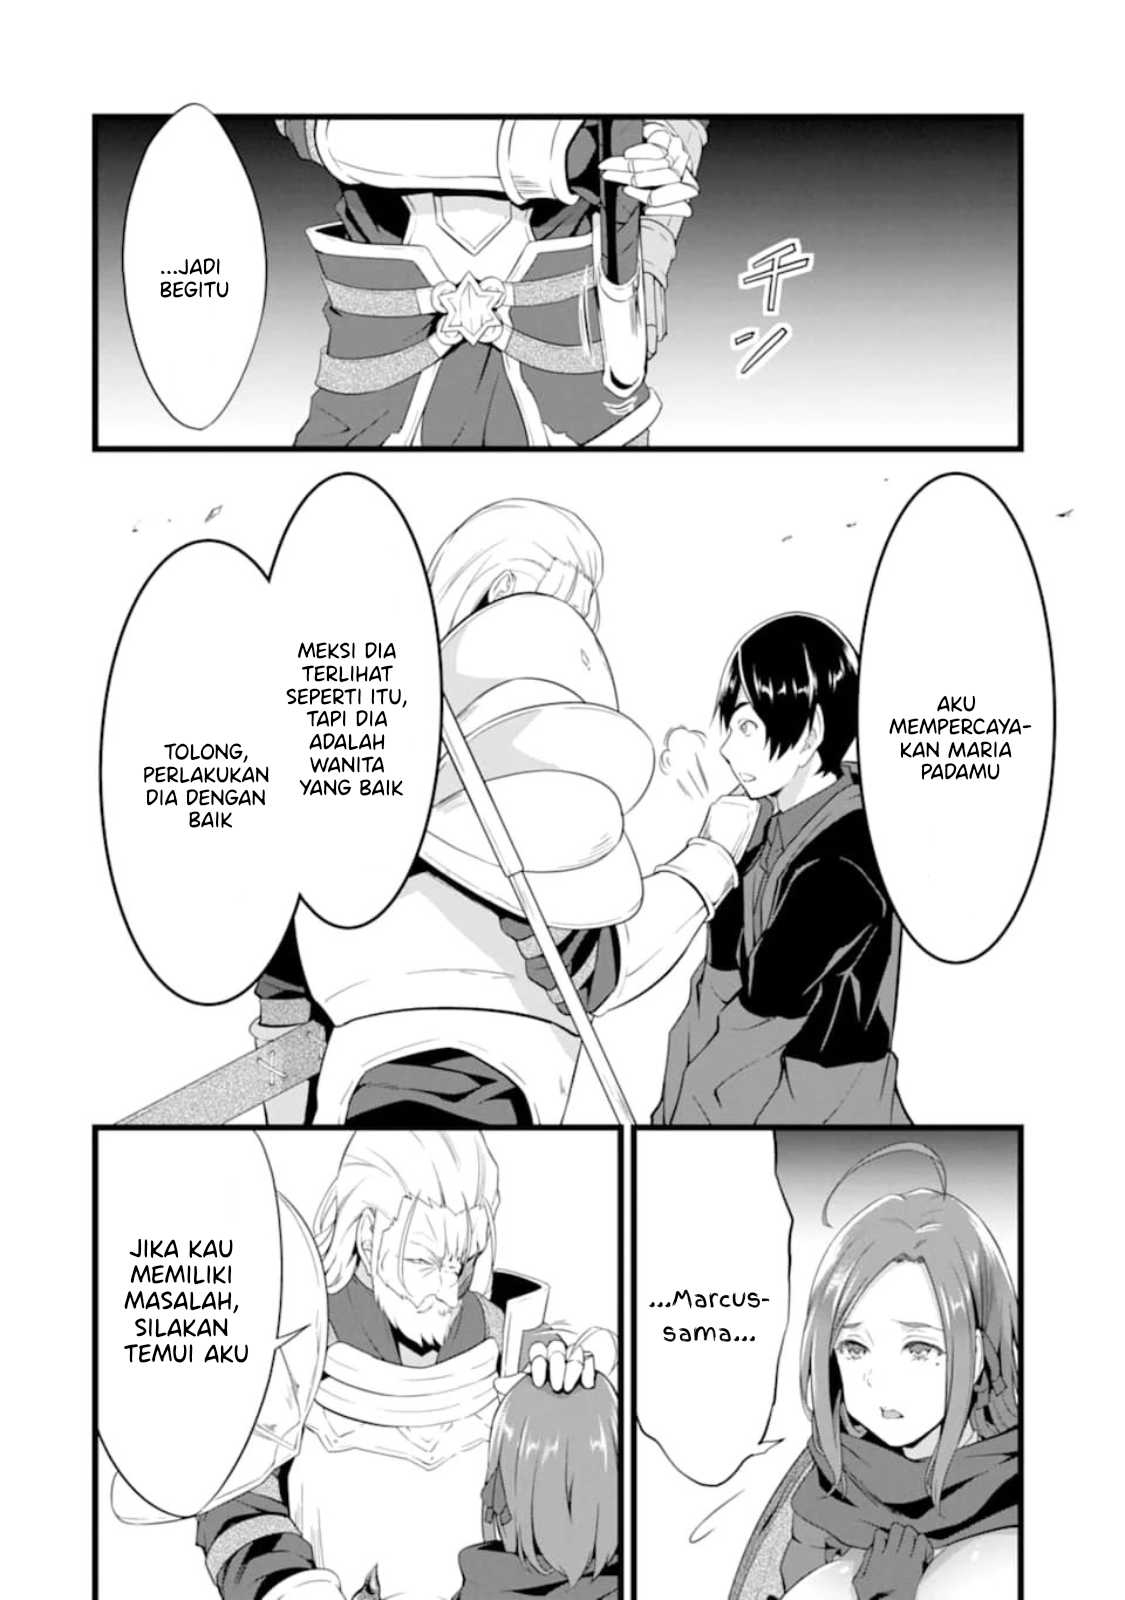 ...JADI
BEGITU
チン
AKU
MEMPERCAYA-
KAN MARIA
PADAMU
MEKSI DIA
TERLIHAT
SEPERTI ITU,
TAPI DIA
ADALAH
WANITA
YANG BAIK
TOLONG,
PERLAKUKAN
DIA DENGAN
BAIK
...Marcus-
sama...
JIKA KAU
MEMILIKI
MASALAH,
SILAKAN
TEMUI AKU